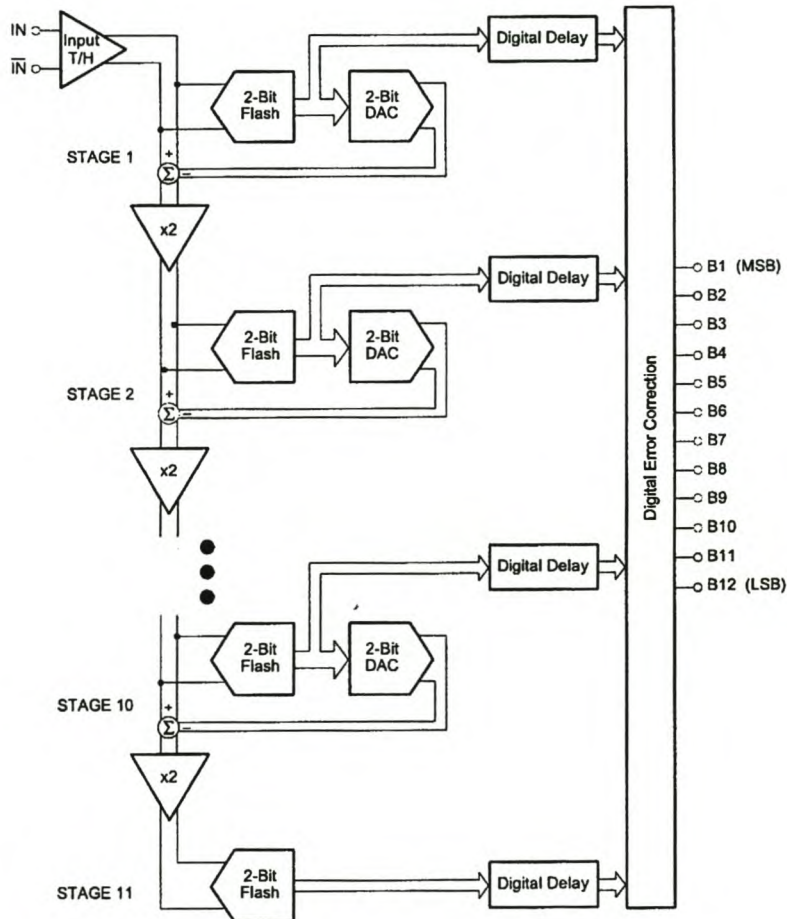 IN
Input
T/H
IN
2-Bit
Flash
2-Bit
DAC
Digital Delay
STAGE 1
+
Σ
−
x2
2-Bit
Flash
2-Bit
DAC
Digital Delay
STAGE 2
+
Σ
−
x2
2-Bit
Flash
2-Bit
DAC
Digital Delay
STAGE 10
+
Σ
−
x2
2-Bit
Flash
Digital Delay
STAGE 11
Digital Error Correction
B1 (MSB)
B2
B3
B4
B5
B6
B7
B8
B9
B10
B11
B12 (LSB)